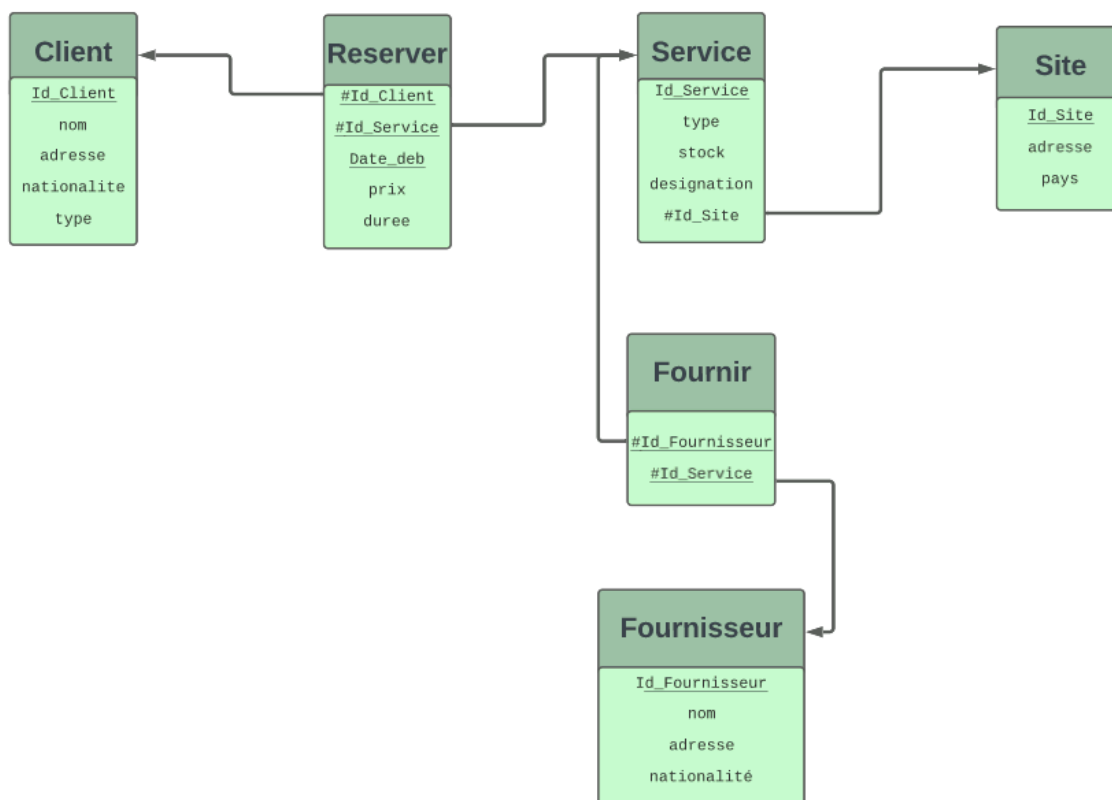 Client
Id_Client
nom
adresse
nationalite
type
Reserver
#Id_Client
#Id_Service
Date_deb
prix
duree
Service
Id_Service
type
stock
designation
#Id_Site
Site
Id_Site
adresse
pays
Fournir
#Id_Fournisseur
#Id_Service
Fournisseur
Id_Fournisseur
nom
adresse
nationalité